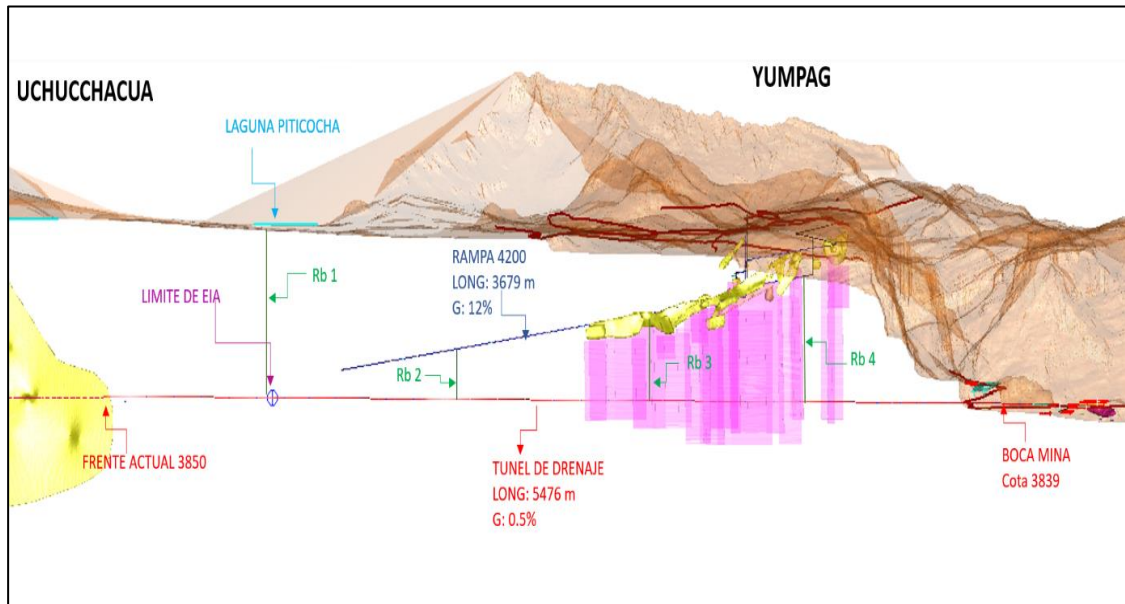 UCHUCCHACUA
YUMPAG
LAGUNA PITICOCHA
RAMPA 4200
LONG: 3679 m
G: 12%
Rb 1
LIMITE DE EIA
Rb 2
Rb 3
Rb 4
FRENTE ACTUAL 3850
TUNEL DE DRENAJE
LONG: 5476 m
G: 0.5%
BOCA MINA
Cota 3839